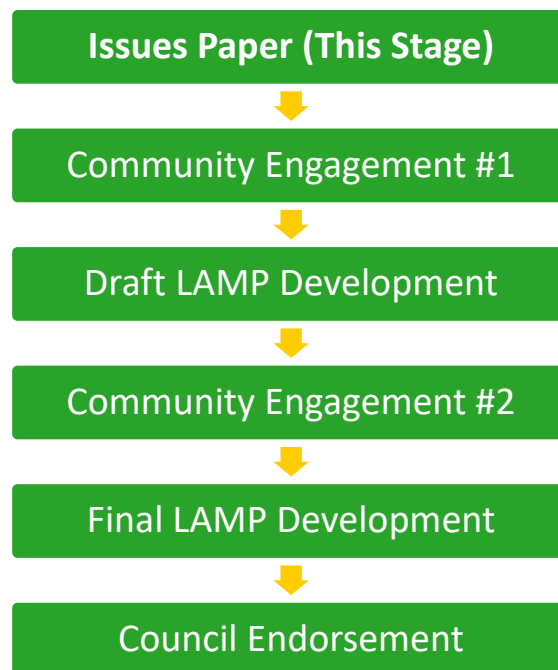 Issues Paper (This Stage)
Community Engagement #1
Draft LAMP Development
Community Engagement #2
Final LAMP Development
Council Endorsement